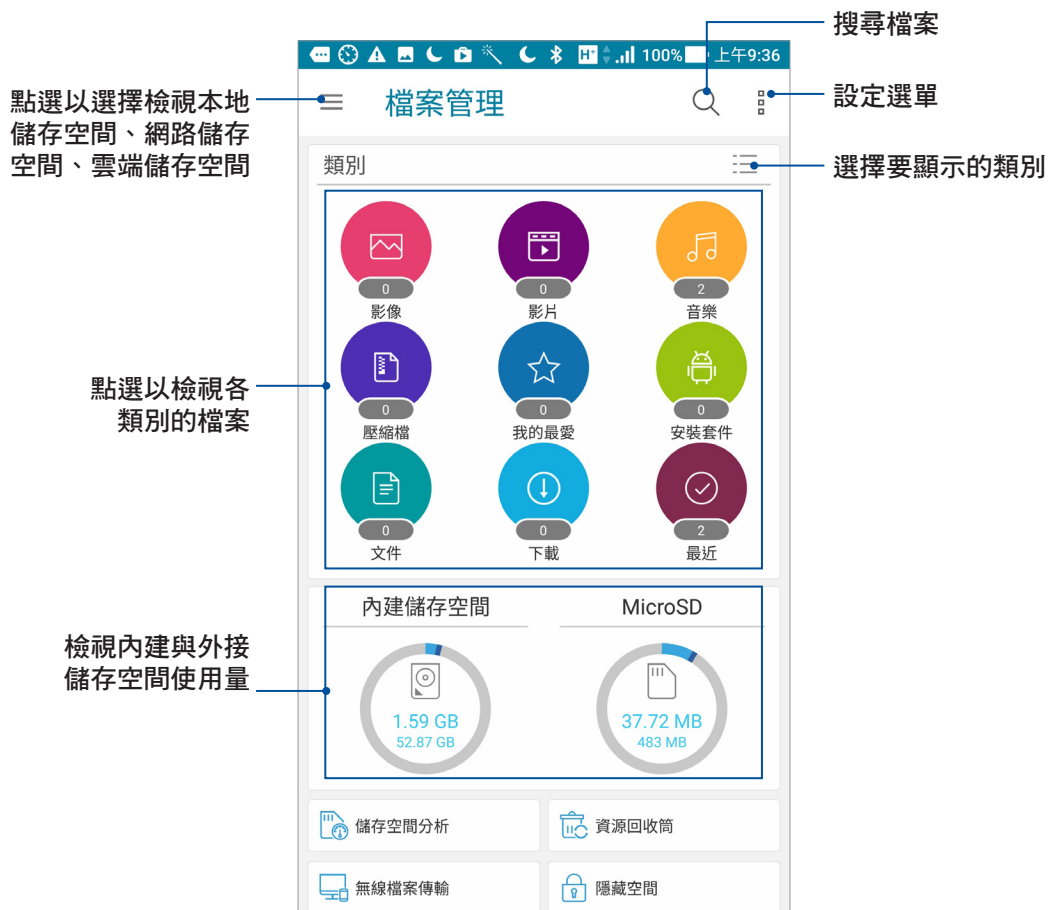 搜尋檔案
H+ 100% 上午9:36
點選以選擇檢視本地
儲存空間、網路儲存
空間、雲端儲存空間
檔案管理
設定選單
類別
選擇要顯示的類別
0
0
2
影像
影片
音樂
點選以檢視各
類別的檔案
0
0
0
壓縮檔
我的最愛
安裝套件
0
0
2
文件
下載
最近
檢視內建與外接
儲存空間使用量
內建儲存空間
MicroSD
1.59 GB
52.87 GB
37.72 MB
483 MB
儲存空間分析
資源回收筒
無線檔案傳輸
隱藏空間